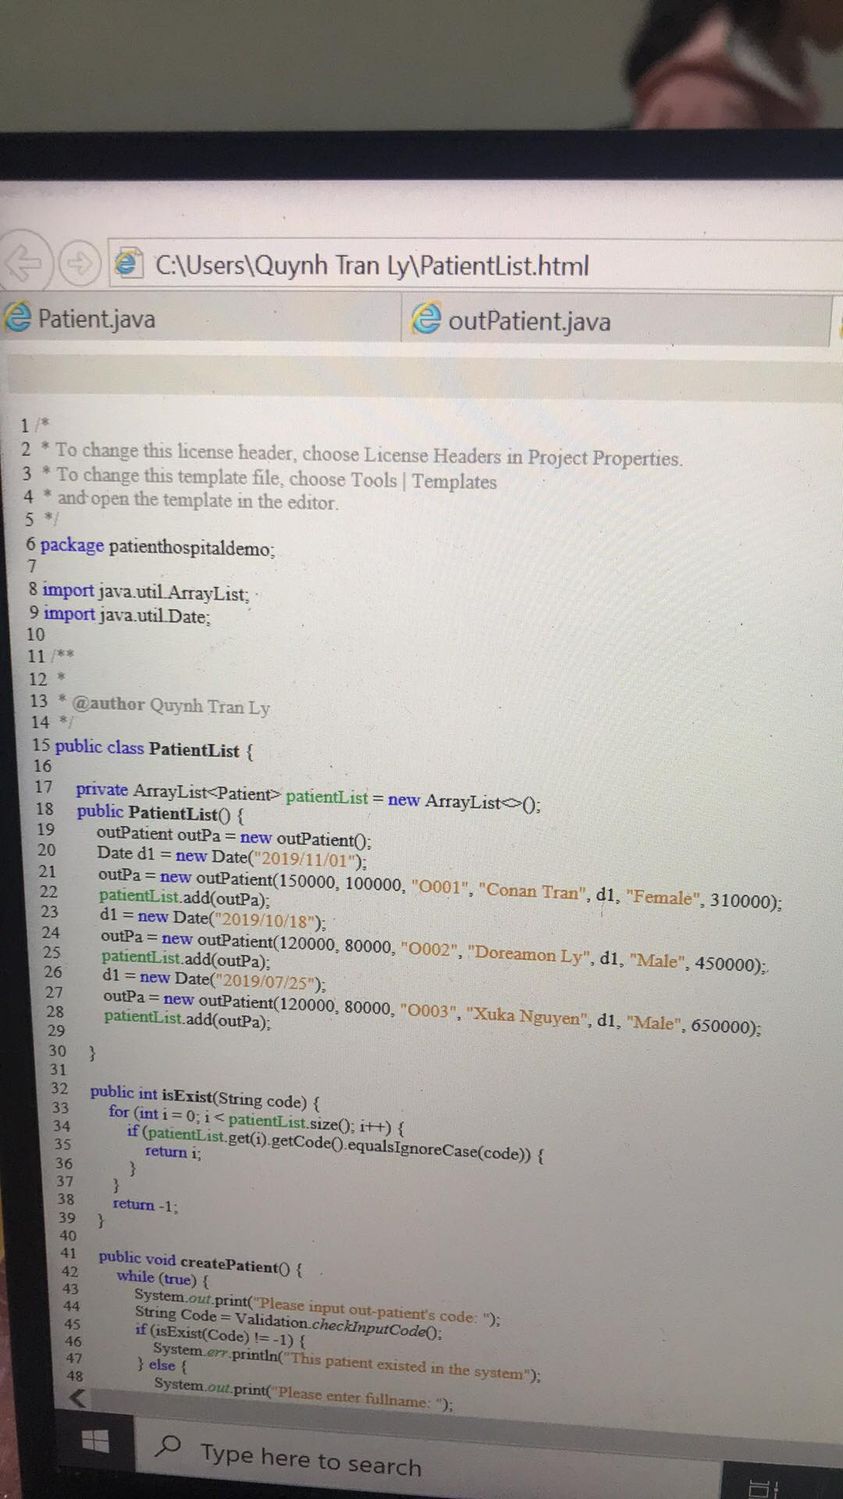 C:\Users\Quynh Tran Ly\PatientList.html
Patient.java
outPatient.java
1 /*
2 * To change this license header, choose License Headers in Project Properties.
3 * To change this template file, choose Tools | Templates
4 * and open the template in the editor.
5 */
6 package patienthospitaldemo;
7
8 import java.util.ArrayList;
9 import java.util.Date;
10
11 /**
12 *
13 * @author Quynh Tran Ly
14 */
15 public class PatientList {
16
17 private ArrayList<Patient> patientList = new ArrayList<>();
18 public PatientList() {
19 outPatient outPa = new outPatient();
20 Date d1 = new Date("2019/11/01");
21 outPa = new outPatient(150000, 100000, "O001", "Conan Tran", d1, "Female", 310000);
22 patientList.add(outPa);
23 d1 = new Date("2019/10/18");
24 outPa = new outPatient(120000, 80000, "O002", "Doreamon Ly", d1, "Male", 450000);
25 patientList.add(outPa);
26 d1 = new Date("2019/07/25");
27 outPa = new outPatient(120000, 80000, "O003", "Xuka Nguyen", d1, "Male", 650000);
28 patientList.add(outPa);
29
30 }
31
32 public int isExist(String code) {
33 for (int i = 0; i < patientList.size(); i++) {
34 if (patientList.get(i).getCode().equalsIgnoreCase(code)) {
35 return i;
36 }
37 }
38 return -1;
39 }
40
41 public void createPatient() {
42 while (true) {
43 System.out.print("Please input out-patient's code: ");
44 String Code = Validation.checkInputCode();
45 if (isExist(Code) != -1) {
46 System.err.println("This patient existed in the system");
47 } else {
48 System.out.print("Please enter fullname: ");
Type here to search